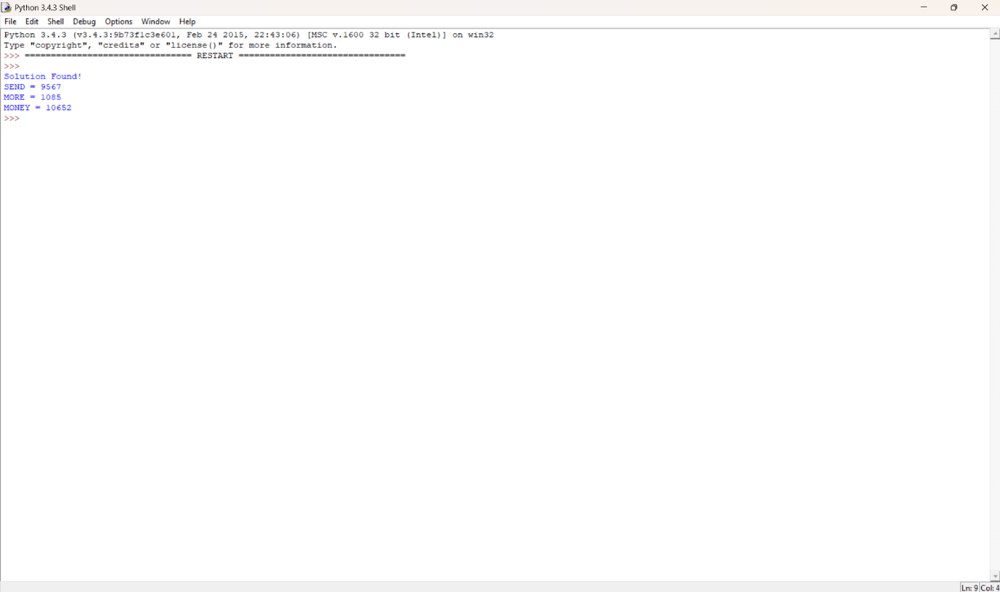 Python 3.4.3 Shell
File Edit Shell Debug Options Window Help
Python 3.4.3 (v3.4.3:9b73f1c3e601, Feb 24 2015, 22:43:06) [MSC v.1600 32 bit (Intel)] on win32
Type "copyright", "credits" or "license()" for more information.
>>> ================================ RESTART ================================
>>>
Solution Found!
SEND = 9567
MORE = 1085
MONEY = 10652
>>>
Ln: 9 Col: 4